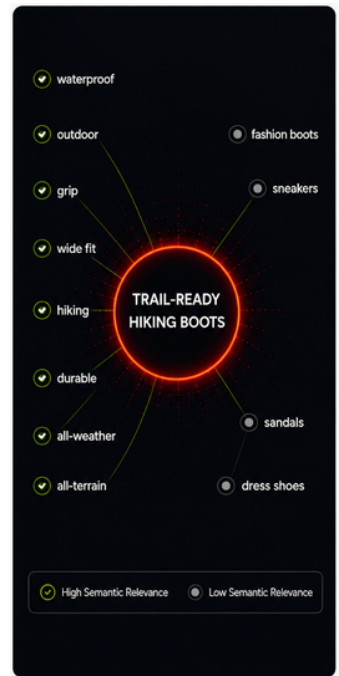 waterproof
outdoor
fashion boots
grip
sneakers
wide fit
TRAIL-READY
HIKING BOOTS
hiking
durable
sandals
all-weather
all-terrain
dress shoes
High Semantic Relevance
Low Semantic Relevance